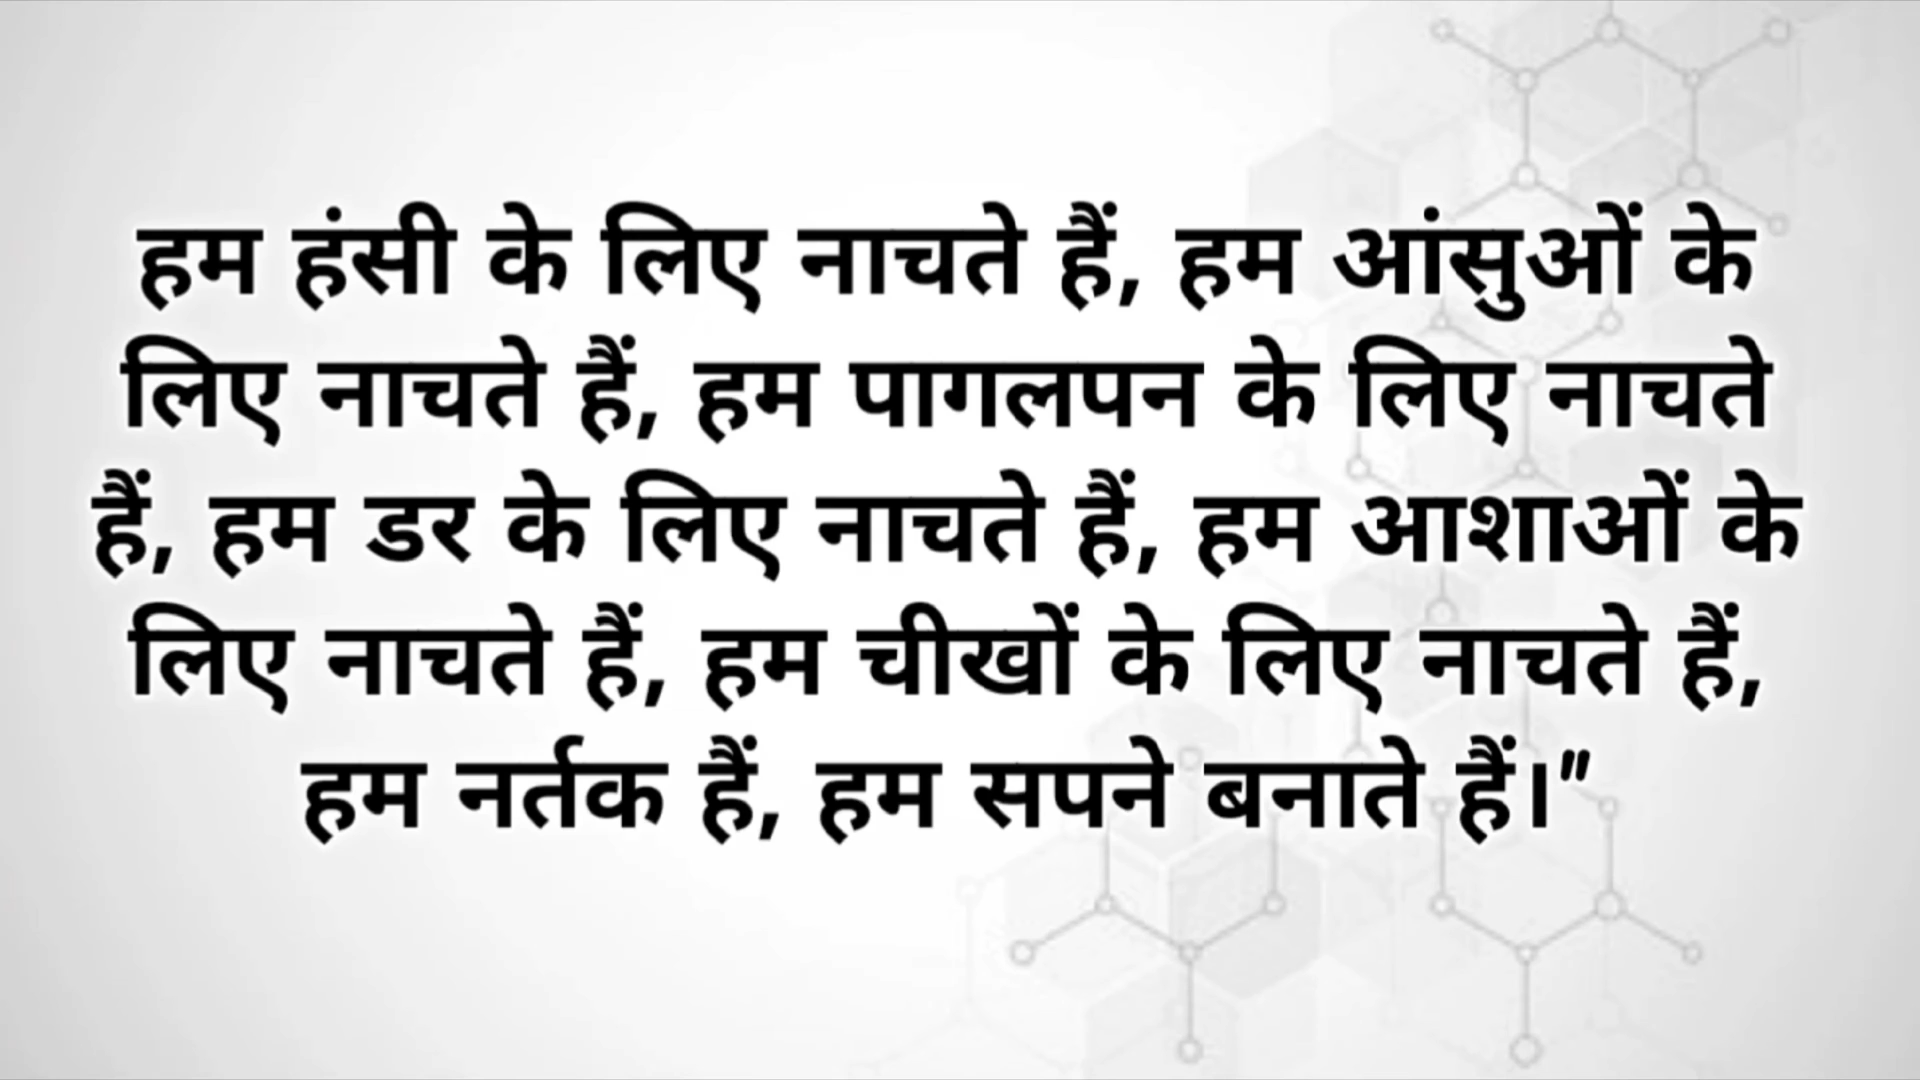 हम हंसी के लिए नाचते हैं, हम आंसुओं के
लिए नाचते हैं, हम पागलपन के लिए नाचते
हैं, हम डर के लिए नाचते हैं, हम आशाओं के
लिए नाचते हैं, हम चीखों के लिए नाचते हैं,
हम नर्तक हैं, हम सपने बनाते हैं।"